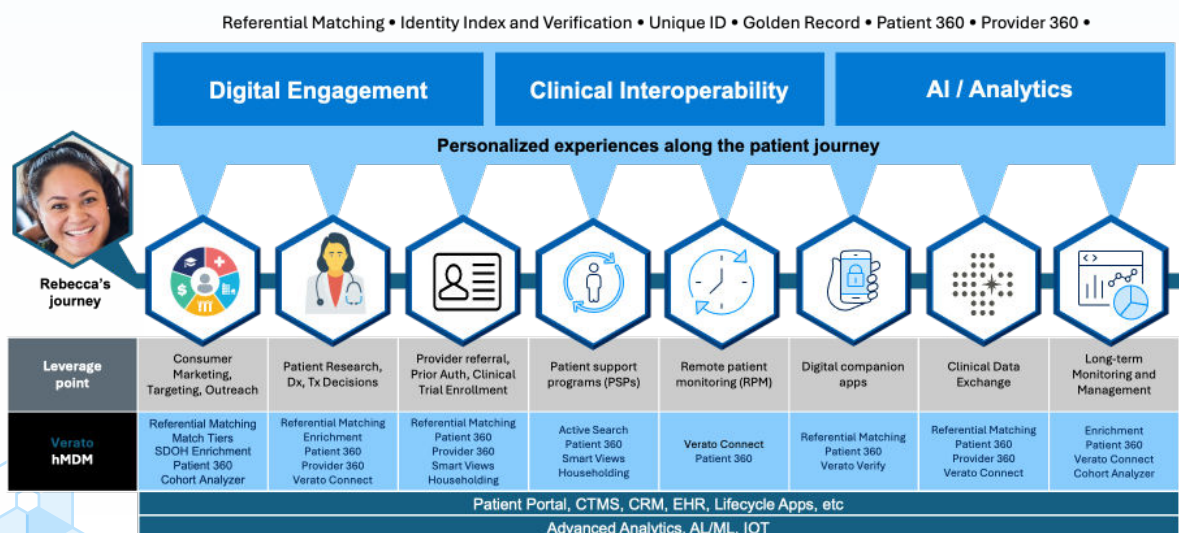 Referential Matching • Identity Index and Verification • Unique ID • Golden Record • Patient 360 • Provider 360 •
Digital Engagement
Clinical Interoperability
AI / Analytics
Personalized experiences along the patient journey
Rebecca's
journey
Leverage
point
Consumer
Marketing,
Targeting, Outreach
Patient Research,
Dx, Tx Decisions
Provider referral,
Prior Auth, Clinical
Trial Enrollment
Patient support
programs (PSPs)
Remote patient
monitoring (RPM)
Digital companion
apps
Clinical Data
Exchange
Long-term
Monitoring and
Management
Verato
hMDM
Referential Matching
Match Tiers
SDOH Enrichment
Patient 360
Cohort Analyzer
Referential Matching
Enrichment
Patient 360
Provider 360
Verato Connect
Referential Matching
Patient 360
Provider 360
Smart Views
Householding
Active Search
Patient 360
Smart Views
Householding
Verato Connect
Patient 360
Referential Matching
Patient 360
Verato Verify
Referential Matching
Patient 360
Provider 360
Verato Connect
Enrichment
Patient 360
Verato Connect
Cohort Analyzer
Patient Portal, CTMS, CRM, EHR, Lifecycle Apps, etc
Advanced Analytics, AL/ML, IOT